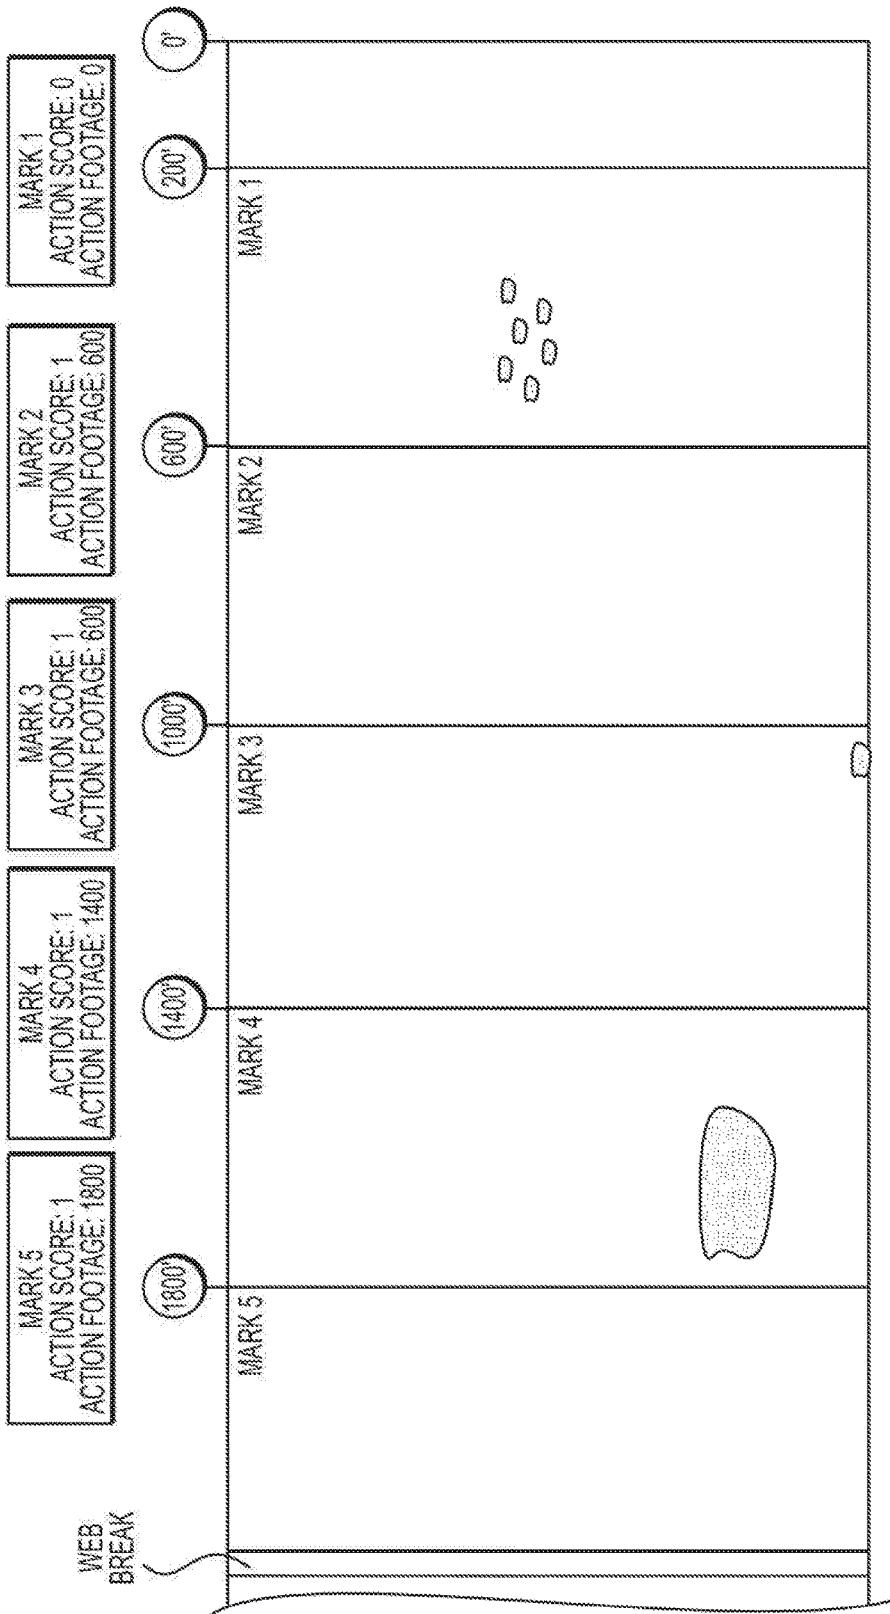 MARK 5
ACTION SCORE: 1
ACTION FOOTAGE: 1800
MARK 4
ACTION SCORE: 1
ACTION FOOTAGE: 1400
MARK 3
ACTION SCORE: 1
ACTION FOOTAGE: 600
MARK 2
ACTION SCORE: 1
ACTION FOOTAGE: 600
MARK 1
ACTION SCORE: 0
ACTION FOOTAGE: 0
WEB
BREAK
1800'
1400'
1000'
600'
200'
0'
MARK 5
MARK 4
MARK 3
MARK 2
MARK 1